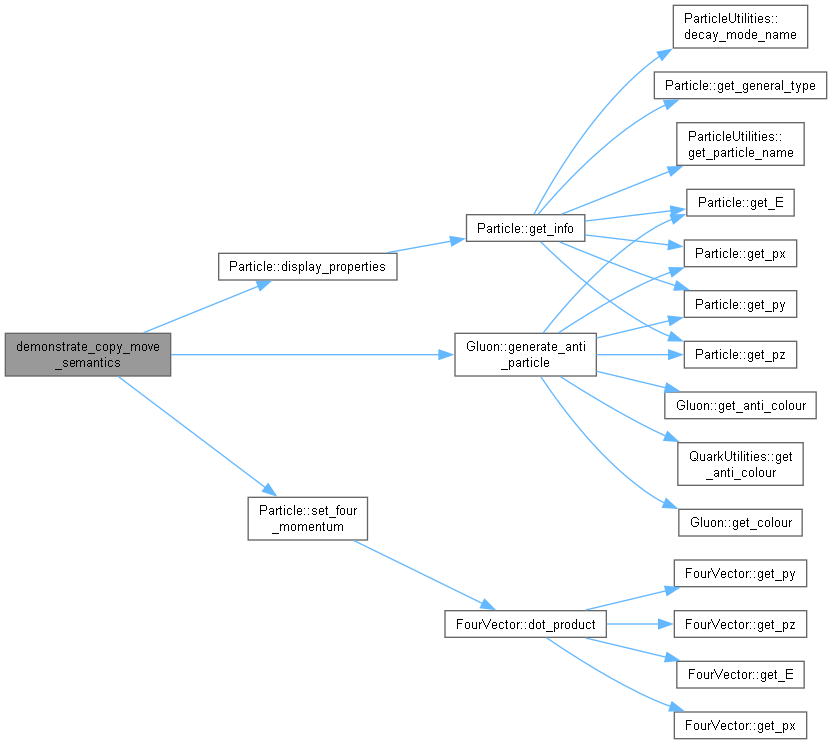 ParticleUtilities::
decay_mode_name
Particle::get_general_type
ParticleUtilities::
get_particle_name
Particle::get_E
Particle::get_info
Particle::get_px
Particle::display_properties
Particle::get_py
demonstrate_copy_move
_semantics
Gluon::generate_anti
_particle
Particle::get_pz
Gluon::get_anti_colour
QuarkUtilities::get
_anti_colour
Particle::set_four
_momentum
Gluon::get_colour
FourVector::get_py
FourVector::dot_product
FourVector::get_pz
FourVector::get_E
FourVector::get_px